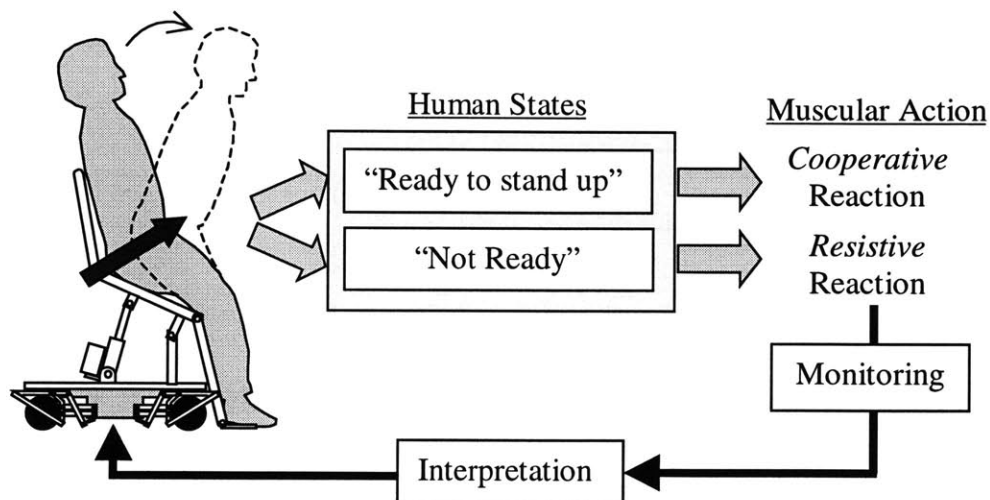 Human States
"Ready to stand up"
"Not Ready"
Muscular Action
Cooperative
Reaction
Resistive
Reaction
Monitoring
Interpretation